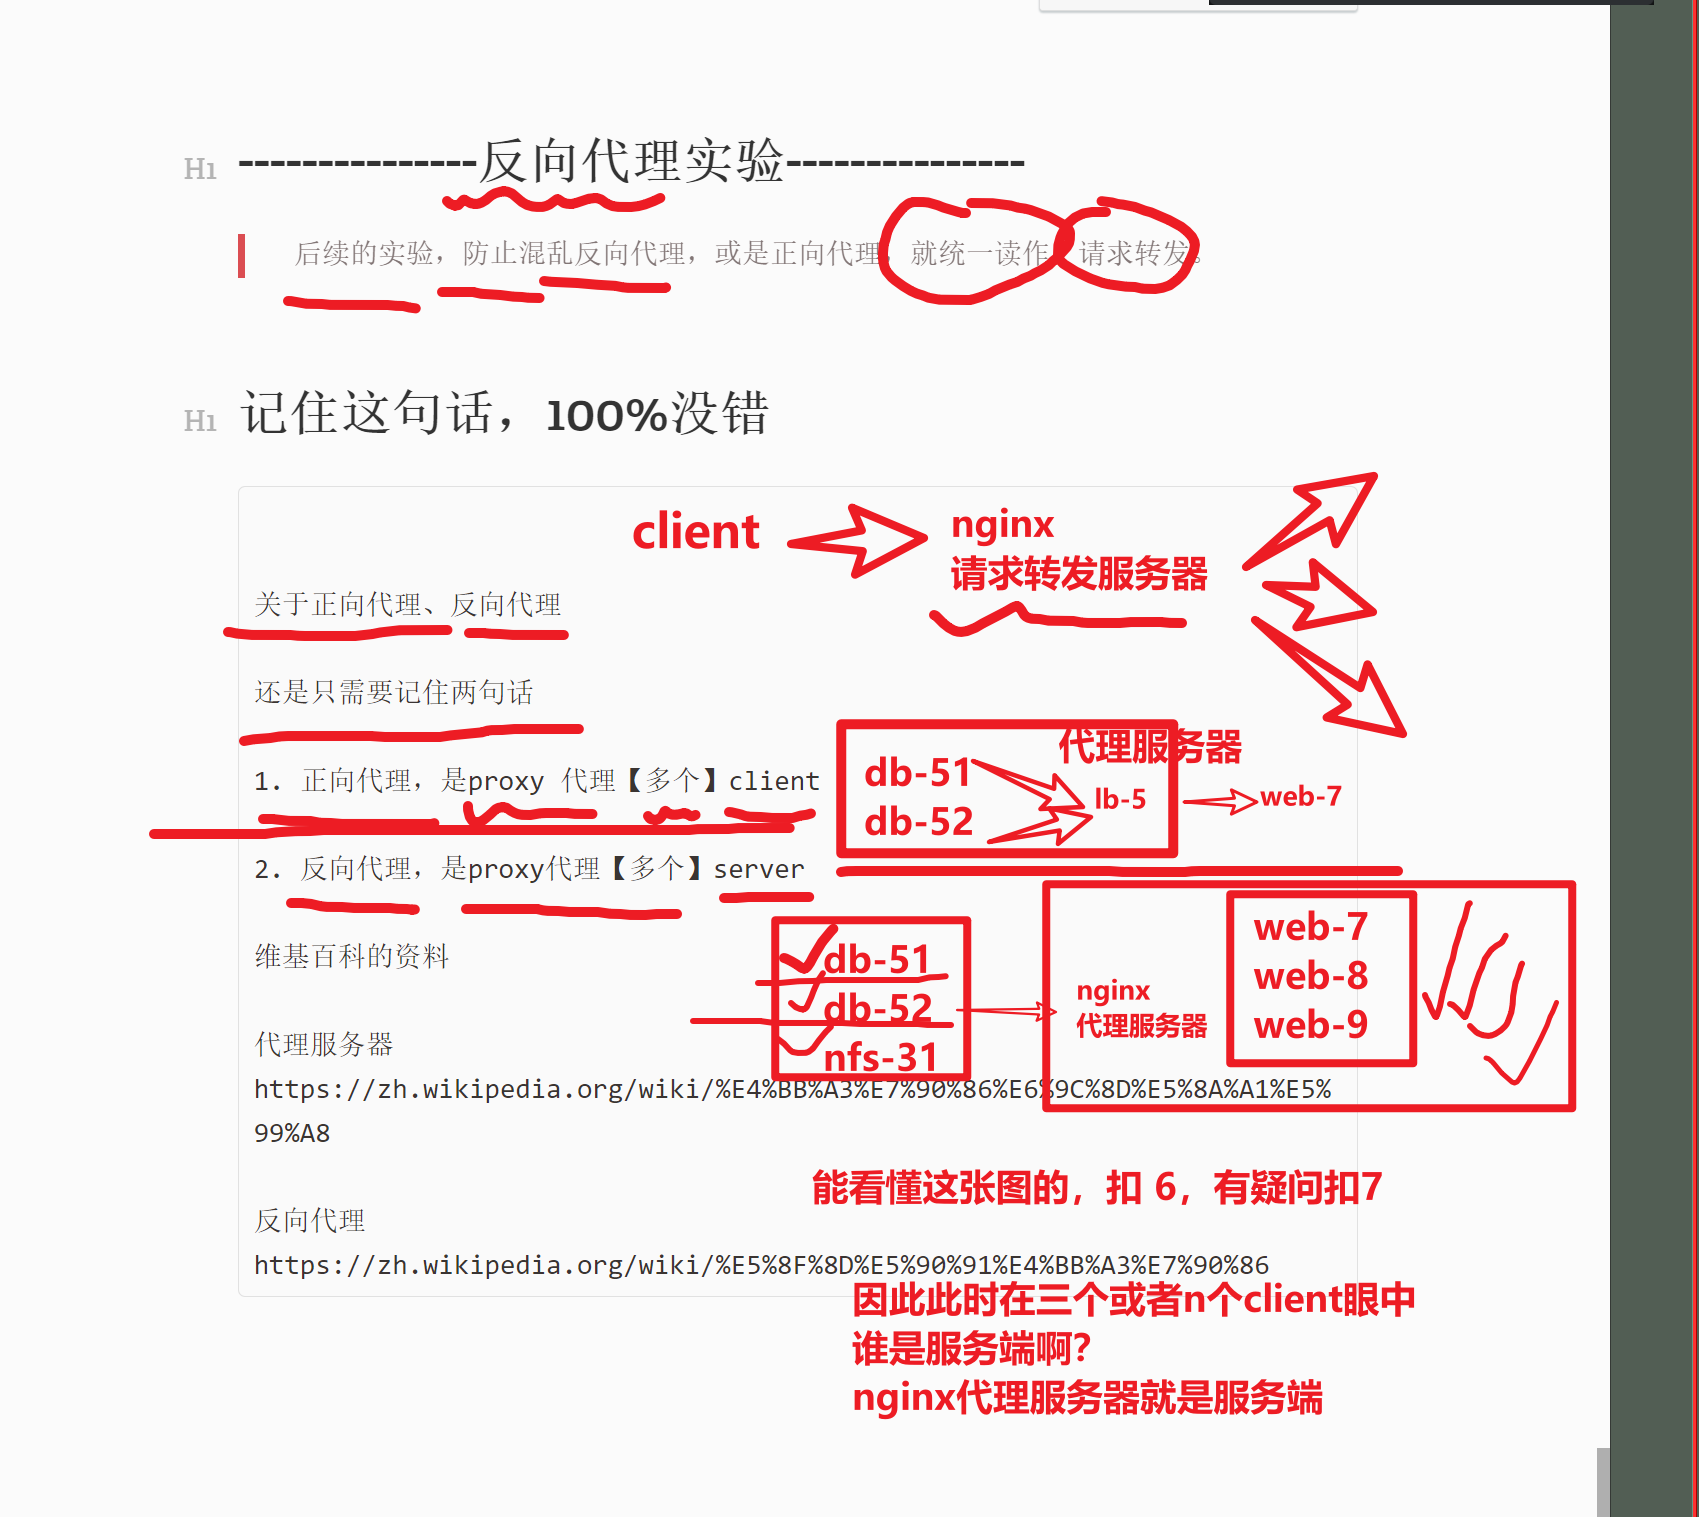 H1 ---------------反向代理实验---------------
后续的实验，防止混乱反向代理，或是正向代理，就统一读作 请求转发。
H1 记住这句话，100%没错
client
nginx
请求转发服务器
关于正向代理、反向代理
还是只需要记住两句话
代理服务器
db-51
lb-5
web-7
db-52
1. 正向代理，是proxy 代理【多个】client
2. 反向代理，是proxy代理【多个】server
web-7
web-8
web-9
db-51
db-52
nfs-31
nginx
代理服务器
维基百科的资料
代理服务器
https://zh.wikipedia.org/wiki/%E4%BB%A3%E7%90%86%E6%9C%8D%E5%8A%A1%E5%
99%A8
能看懂这张图的，扣 6，有疑问扣7
反向代理
https://zh.wikipedia.org/wiki/%E5%8F%8D%E5%90%91%E4%BB%A3%E7%90%86
因此此时在三个或者n个client眼中
谁是服务端啊？
nginx代理服务器就是服务端